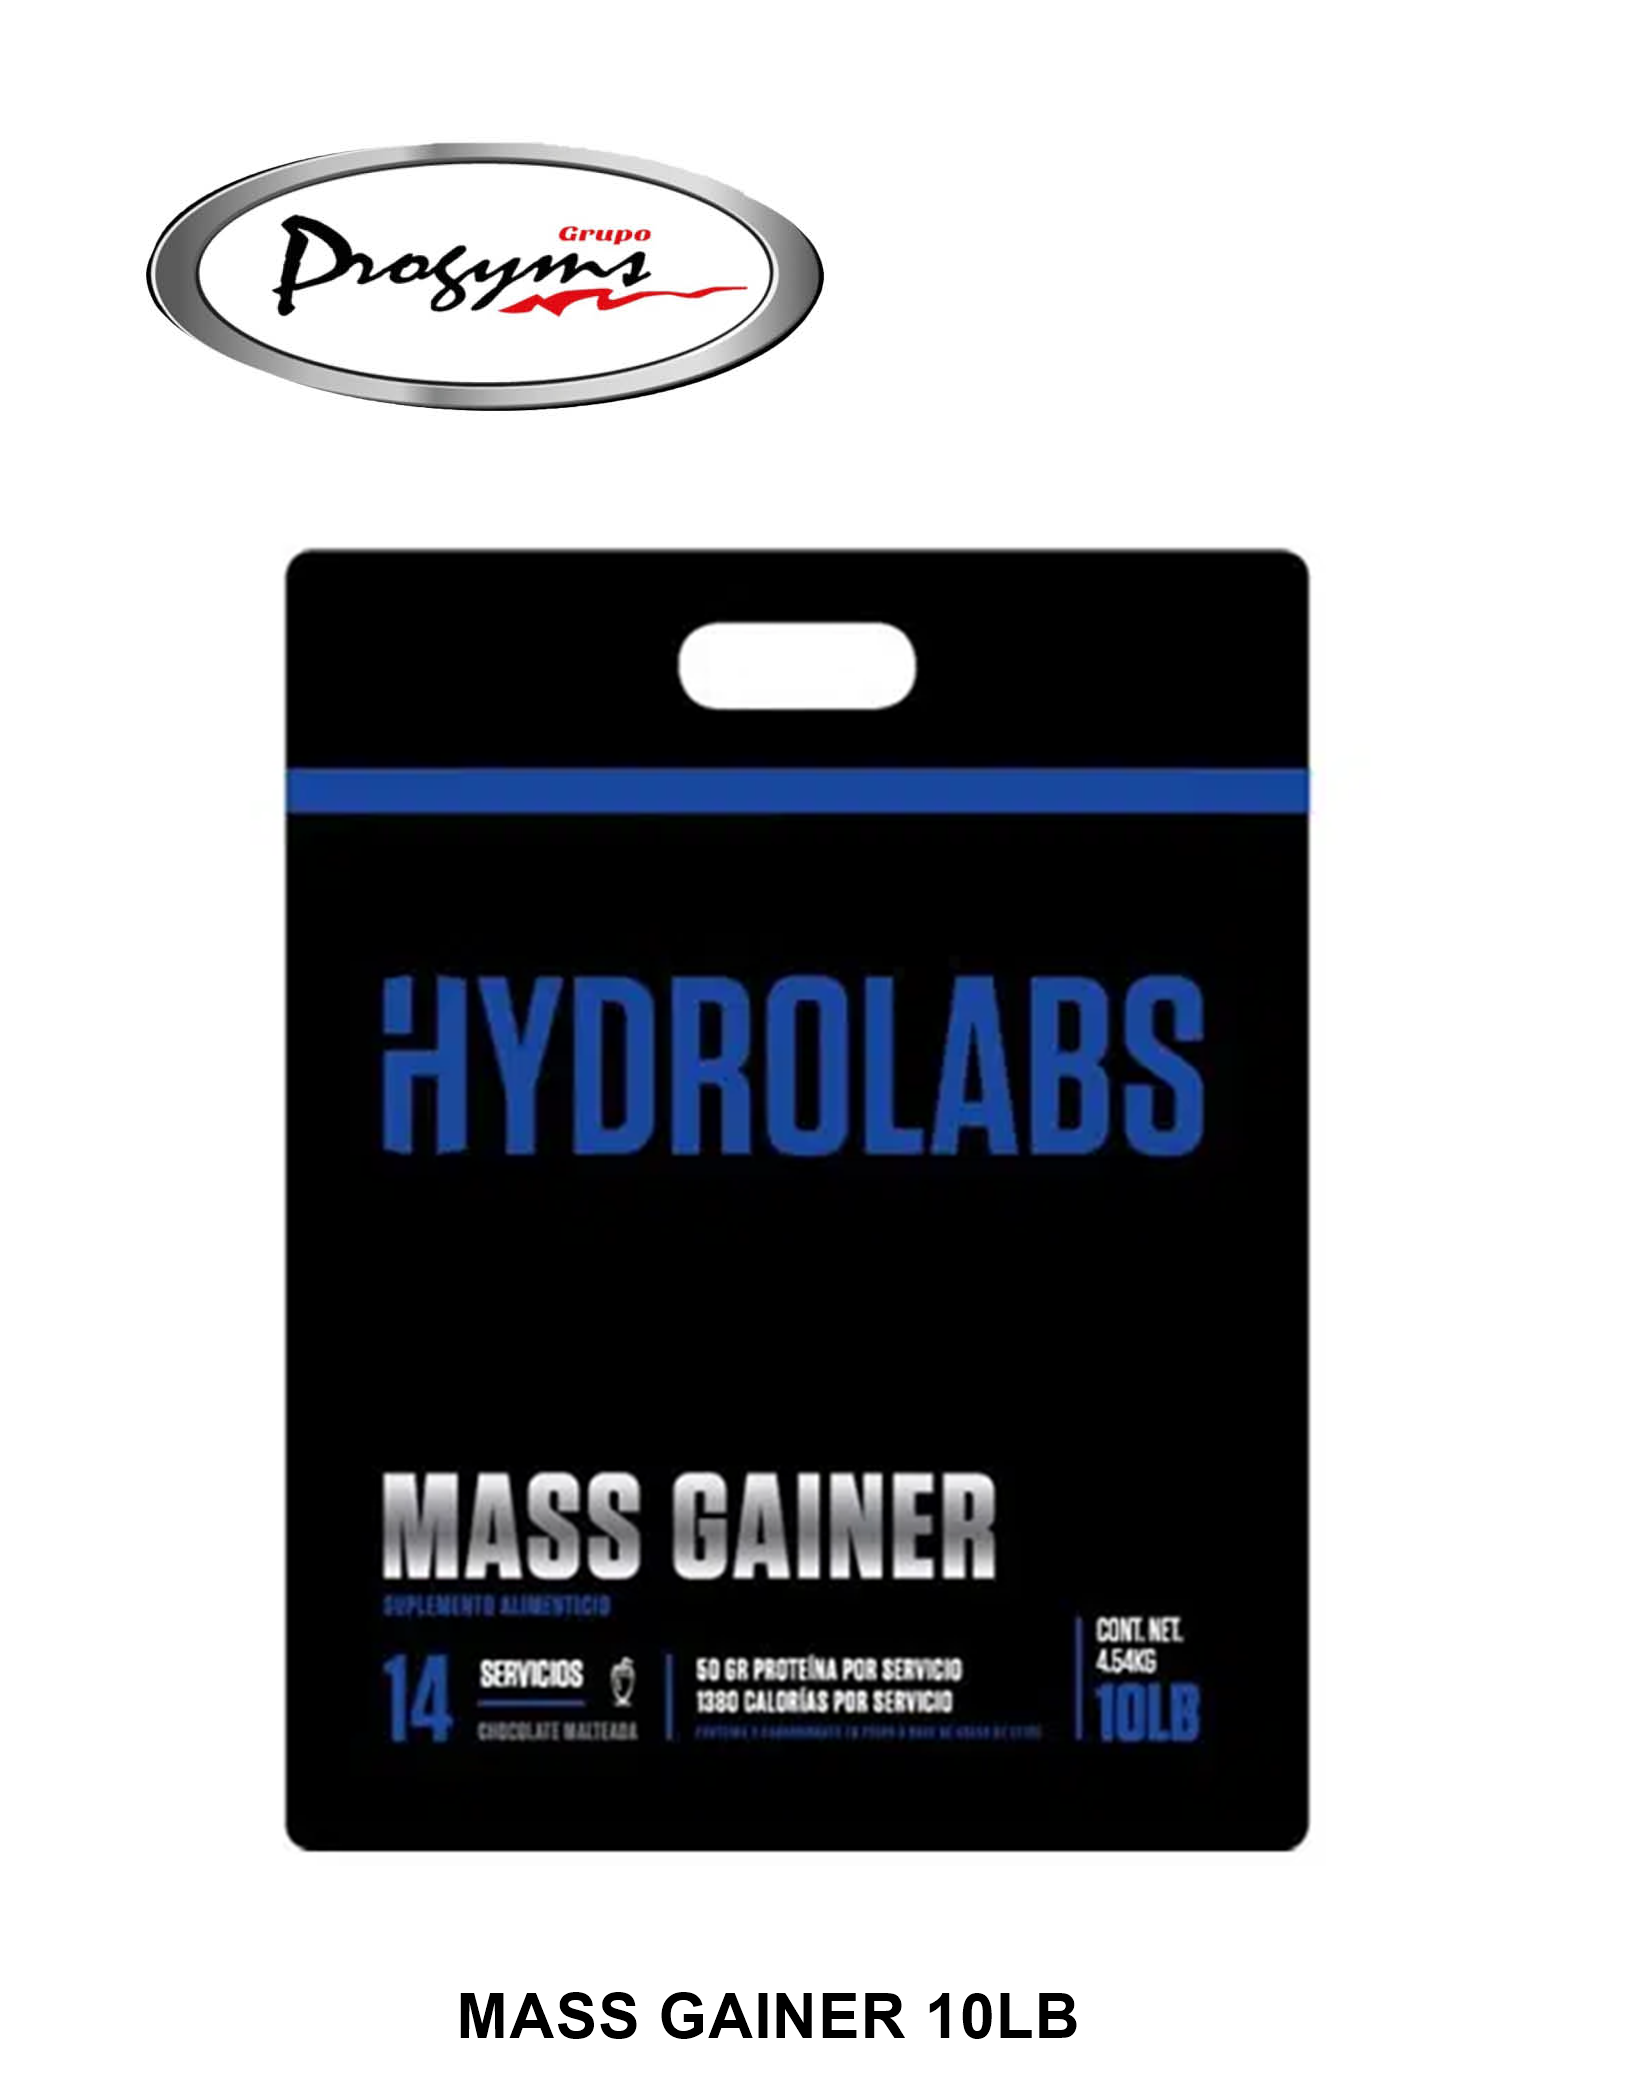 Grupo
Progyms
HYDROLABS
MASS GAINER
SUPLEMENTO ALIMENTICIO
14
SERVICIOS
CHOCOLATE MALTEADA
50 GR PROTEÍNA POR SERVICIO
1380 CALORÍAS POR SERVICIO
CONT. NET.
4.54KG
10LB
MASS GAINER 10LB